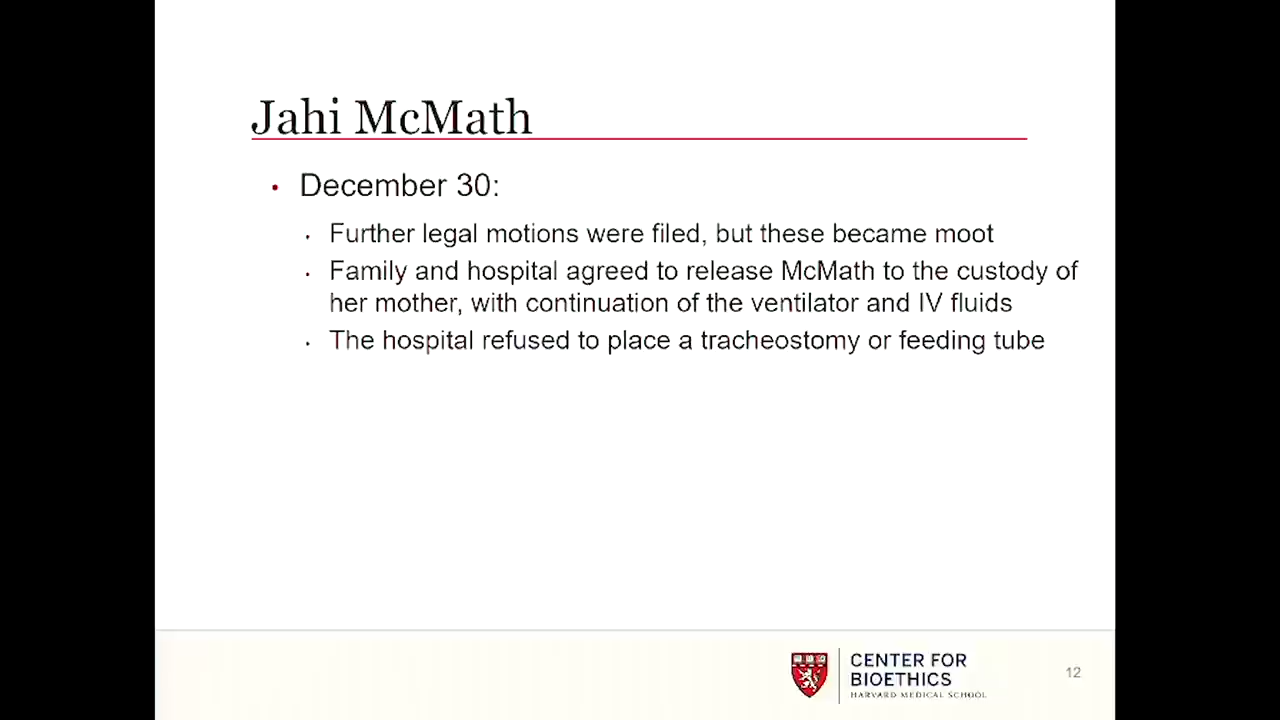 Jahi McMath
• December 30:
• Further legal motions were filed, but these became moot
• Family and hospital agreed to release McMath to the custody of
her mother, with continuation of the ventilator and IV fluids
• The hospital refused to place a tracheostomy or feeding tube
CENTER FOR
BIOETHICS
HARVARD MEDICAL SCHOOL
12